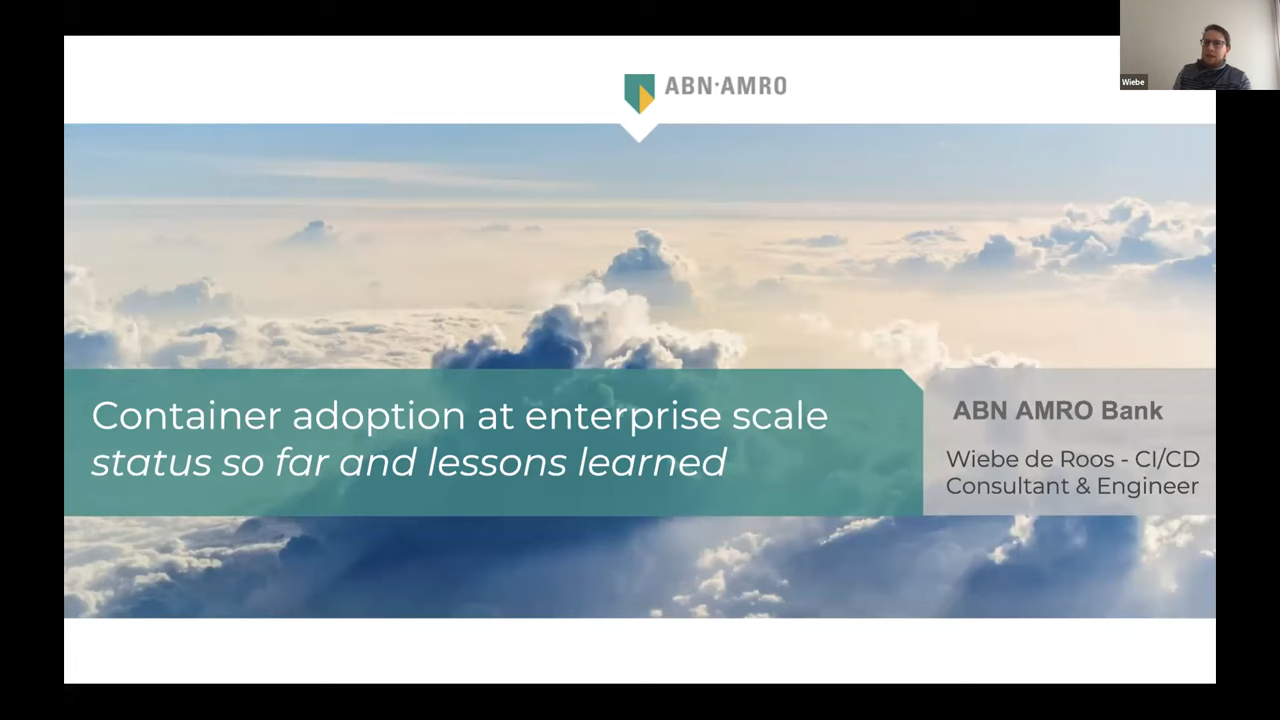 ABN·AMRO
Wiebe
Container adoption at enterprise scale
status so far and lessons learned
ABN AMRO Bank
Wiebe de Roos - CI/CD
Consultant & Engineer